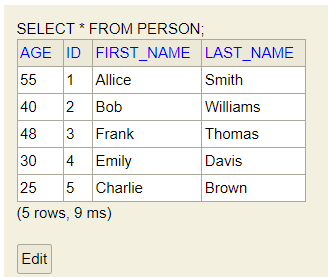 SELECT * FROM PERSON;
AGE ID FIRST_NAME LAST_NAME
55 1 Allice Smith
40 2 Bob Williams
48 3 Frank Thomas
30 4 Emily Davis
25 5 Charlie Brown
(5 rows, 9 ms)
Edit